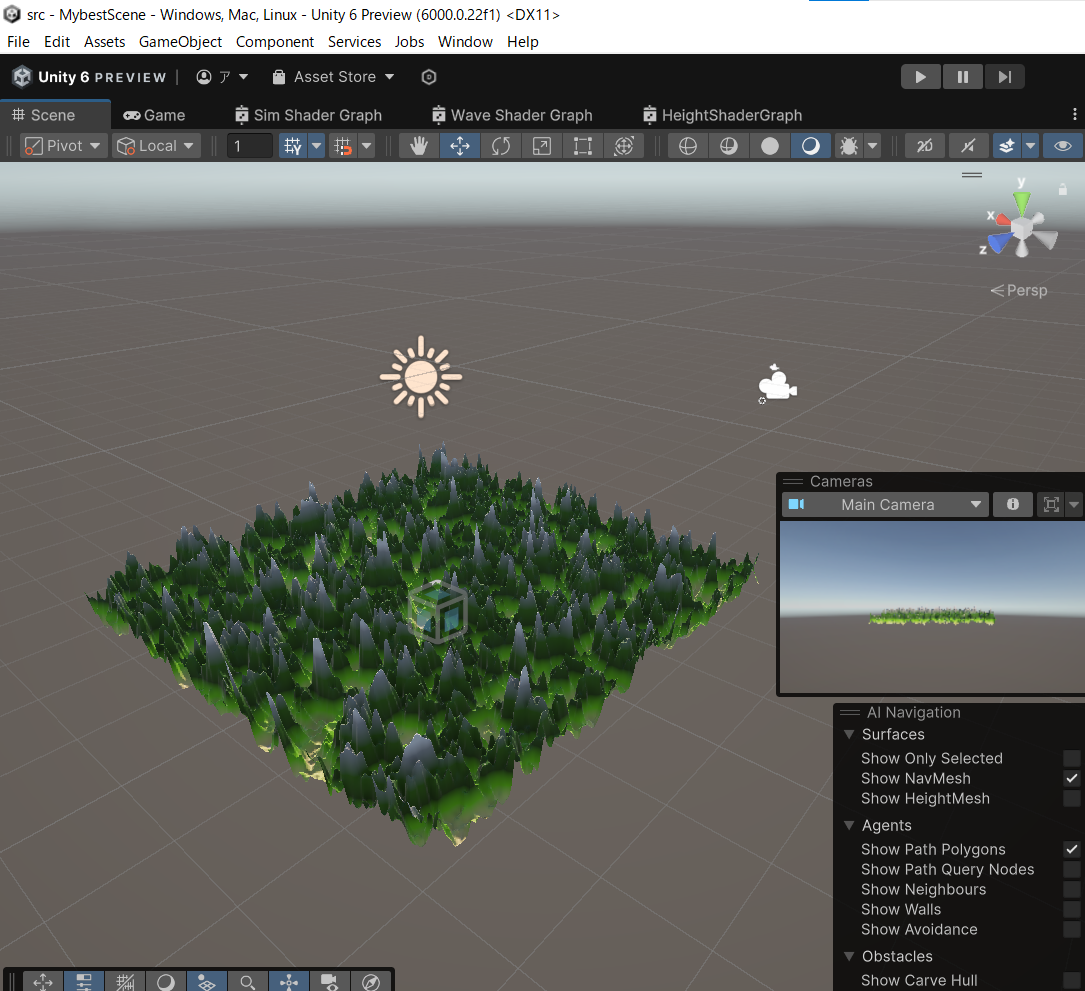 src - MybestScene - Windows, Mac, Linux - Unity 6 Preview (6000.0.22f1) <DX11>
File Edit Assets GameObject Component Services Jobs Window Help
Unity 6 PREVIEW ア Asset Store
Scene Game Sim Shader Graph Wave Shader Graph HeightShaderGraph
Pivot Local 1 2D
y
x
z
Persp
Cameras
Main Camera
AI Navigation
Surfaces
Show Only Selected
Show NavMesh
Show HeightMesh
Agents
Show Path Polygons
Show Path Query Nodes
Show Neighbours
Show Walls
Show Avoidance
Obstacles
Show Carve Hull